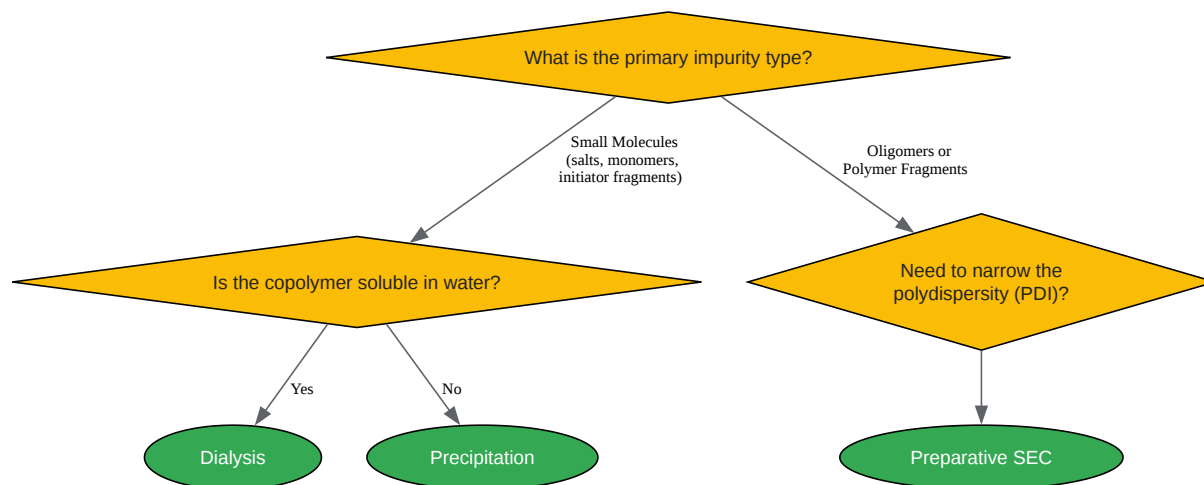 What is the primary impurity type?
Small Molecules
(salts, monomers,
initiator fragments)
Oligomers or
Polymer Fragments
Is the copolymer soluble in water?
Need to narrow the
polydispersity (PDI)?
Yes
No
Dialysis
Precipitation
Preparative SEC